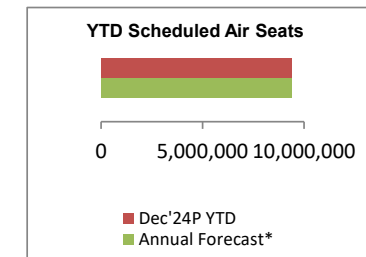 YTD Scheduled Air Seats
0 5,000,000 10,000,000
Dec'24P YTD
Annual Forecast*